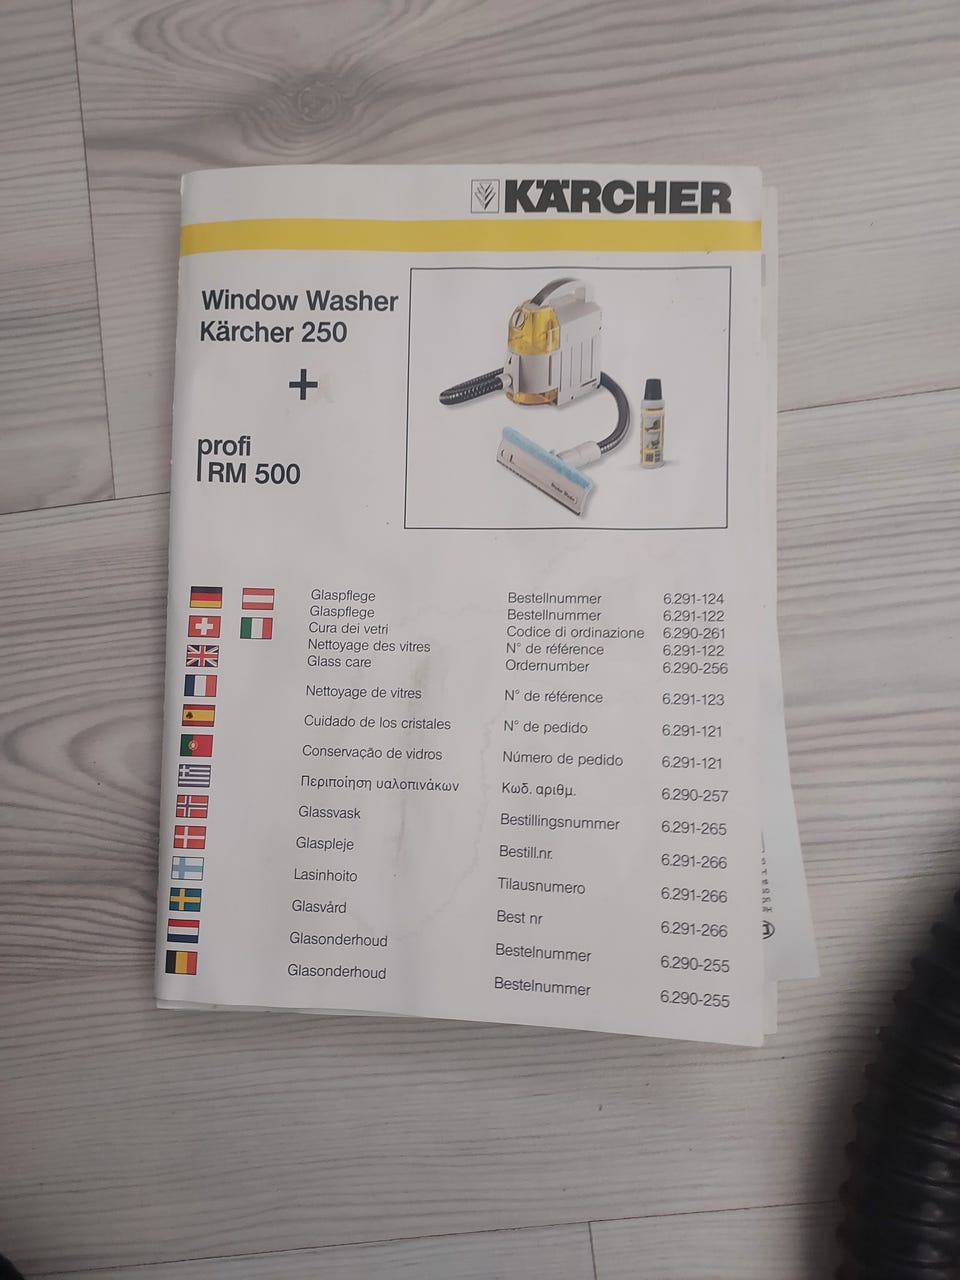 KÄRCHER
Window Washer
Kärcher 250
+
profi
RM 500
Glaspflege Bestellnummer 6.291-124
Glaspflege Bestellnummer 6.291-122
Cura dei vetri Codice di ordinazione 6.290-261
Nettoyage des vitres N° de référence 6.291-122
Glass care Ordernumber 6.290-256
Nettoyage de vitres N° de référence 6.291-123
Cuidado de los cristales N° de pedido 6.291-121
Conservação de vidros Número de pedido 6.291-121
Περιποίηση υαλοπινάκων Κωδ. αριθμ. 6.290-257
Glassvask Bestillingsnummer 6.291-265
Glaspleje Bestill.nr. 6.291-266
Lasinhoito Tilausnumero 6.291-266
Glasvård Best nr 6.291-266
Glasonderhoud Bestelnummer 6.290-255
Glasonderhoud Bestelnummer 6.290-255